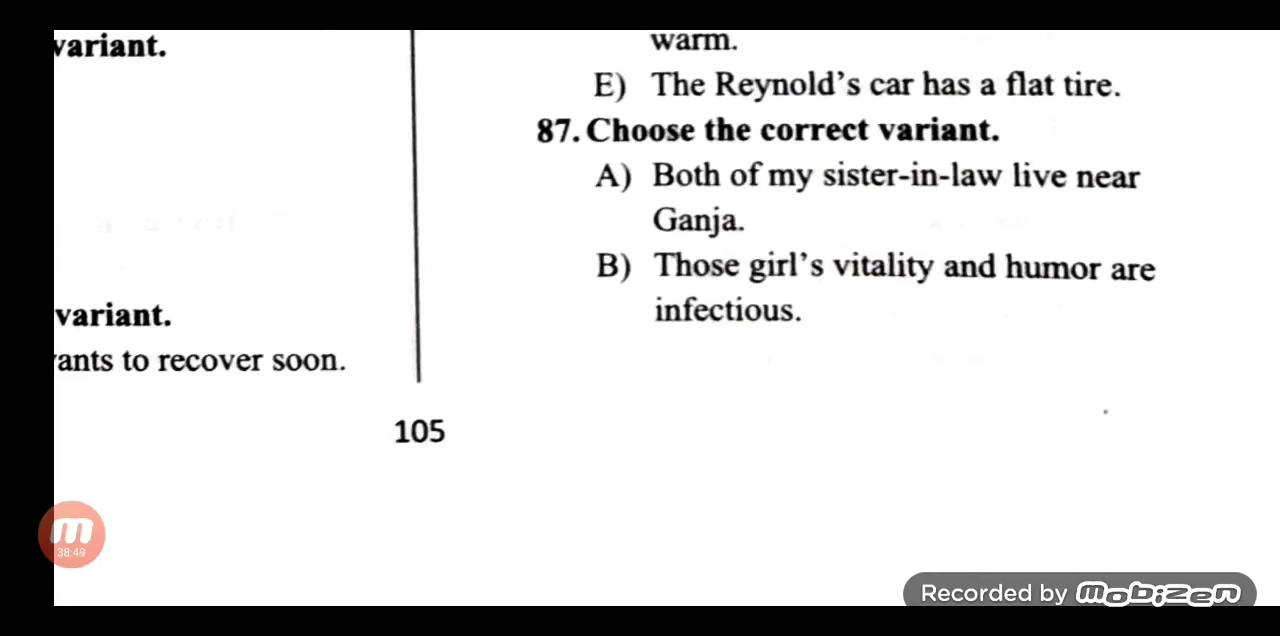 variant.
variant.
ants to recover soon.
warm.
E) The Reynold's car has a flat tire.
87. Choose the correct variant.
A) Both of my sister-in-law live near
Ganja.
B) Those girl's vitality and humor are
infectious.
105
38:49
Recorded by Mobizen